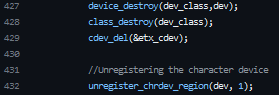 427 device_destroy(dev_class,dev);
428 class_destroy(dev_class);
429 cdev_del(&etx_cdev);
430
431 //Unregistering the character device
432 unregister_chrdev_region(dev, 1);